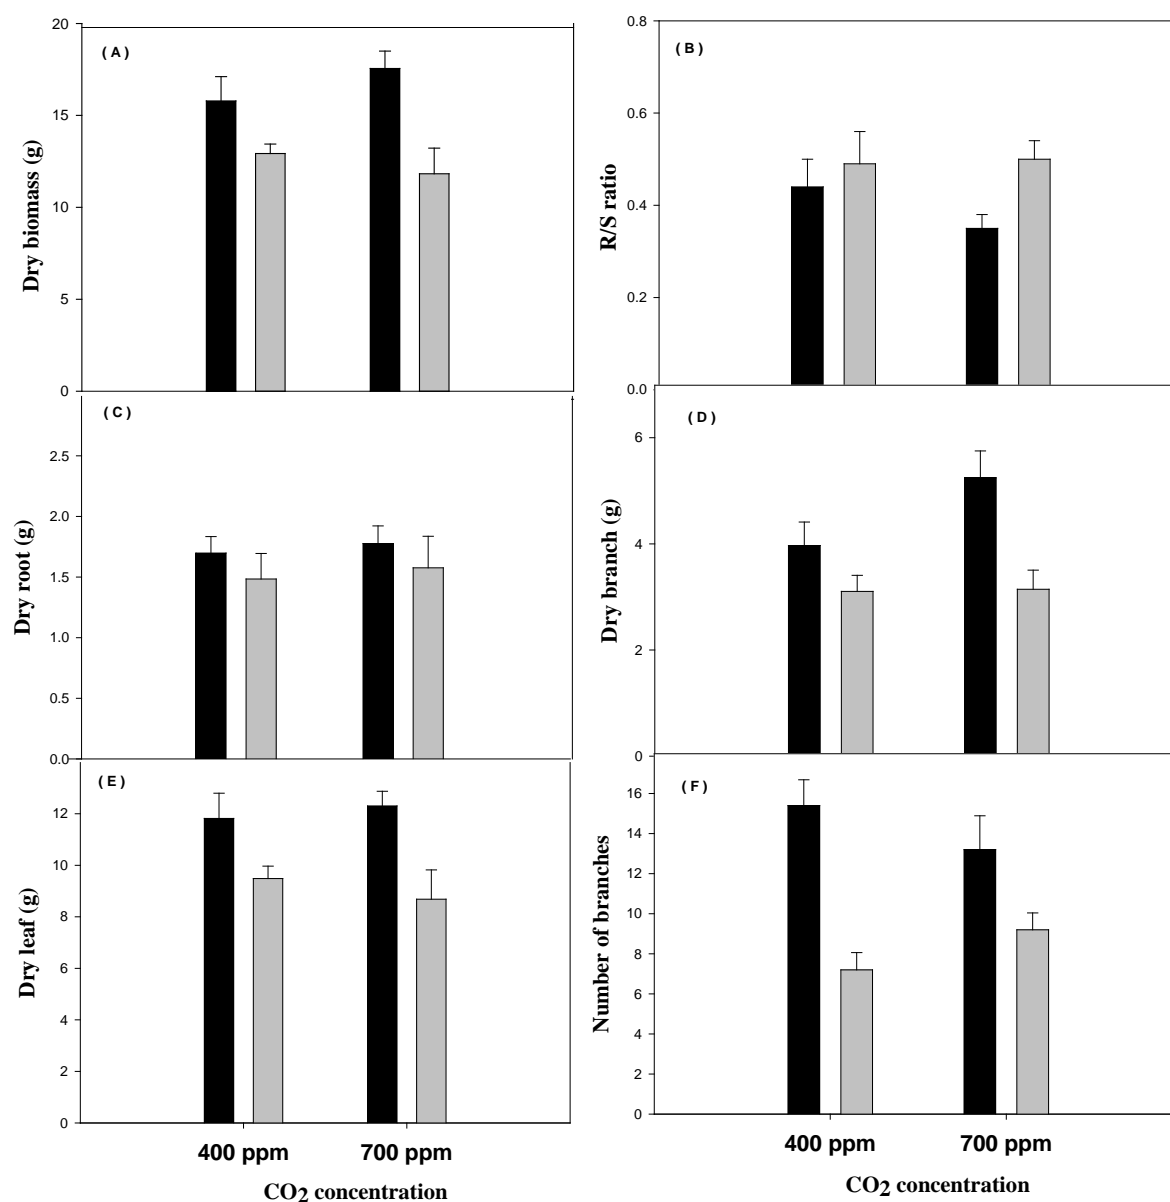 ( A )
Dry biomass (g)
20
15
10
5
0
( B )
R/S ratio
0.8
0.6
0.4
0.2
0.0
( C )
Dry root (g)
2.5
2.0
1.5
1.0
0.5
0.0
( D )
Dry branch (g)
6
4
2
0
( E )
Dry leaf (g)
12
10
8
6
4
2
0
400 ppm 700 ppm
CO2 concentration
( F )
Number of branches
16
14
12
10
8
6
4
2
0
400 ppm 700 ppm
CO2 concentration